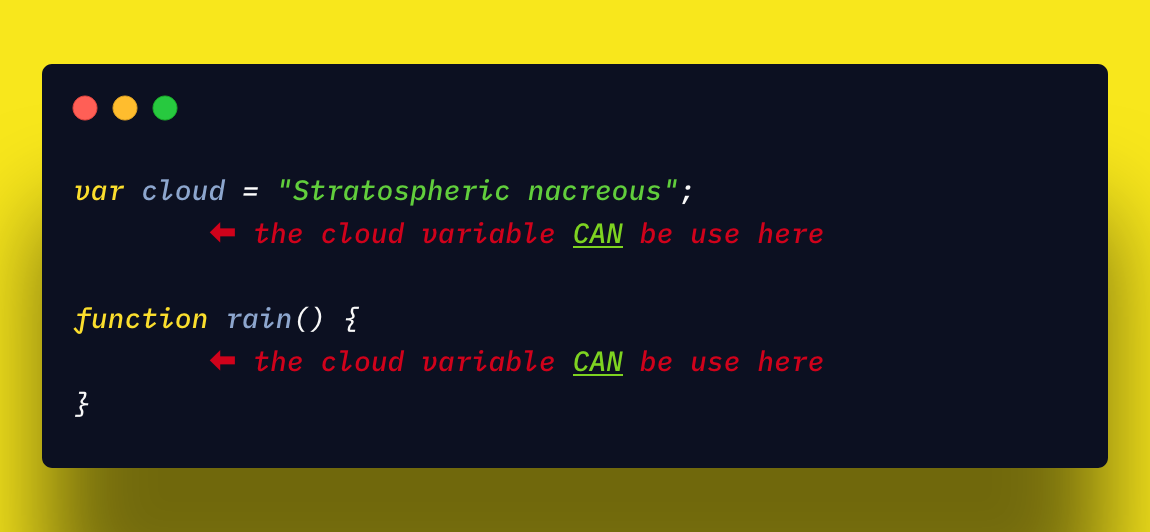 var cloud = "Stratospheric nacreous";
⬅ the cloud variable CAN be use here
function rain() {
⬅ the cloud variable CAN be use here
}